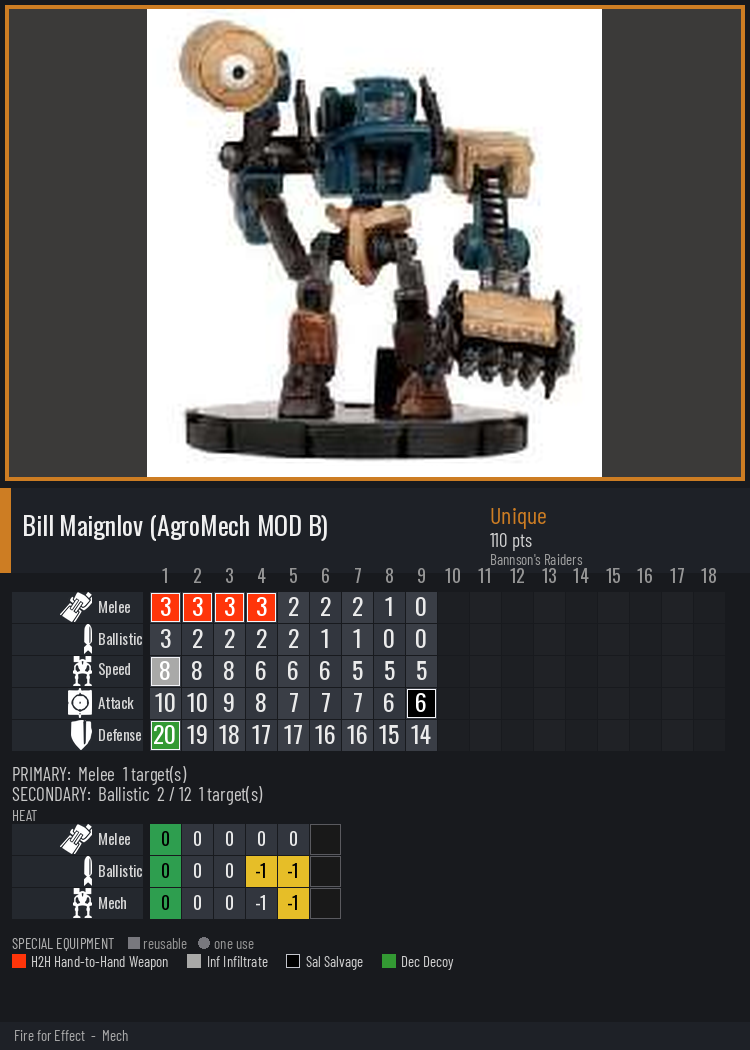 Bill Maignlov (AgroMech MOD B)
Unique
110 pts
Bannson's Raiders
1 2 3 4 5 6 7 8 9 10 11 12 13 14 15 16 17 18
Melee 3 3 3 3 2 2 2 1 0
Ballistic 3 2 2 2 2 1 1 0 0
Speed 8 8 8 6 6 6 5 5 5
Attack 10 10 9 8 7 7 7 6 6
Defense 20 19 18 17 17 16 16 15 14
PRIMARY: Melee 1 target(s)
SECONDARY: Ballistic 2 / 12 1 target(s)
HEAT
Melee 0 0 0 0 0
Ballistic 0 0 0 -1 -1
Mech 0 0 0 -1 -1
SPECIAL EQUIPMENT reusable one use
H2H Hand-to-Hand Weapon Inf Infiltrate Sal Salvage Dec Decoy
Fire for Effect - Mech